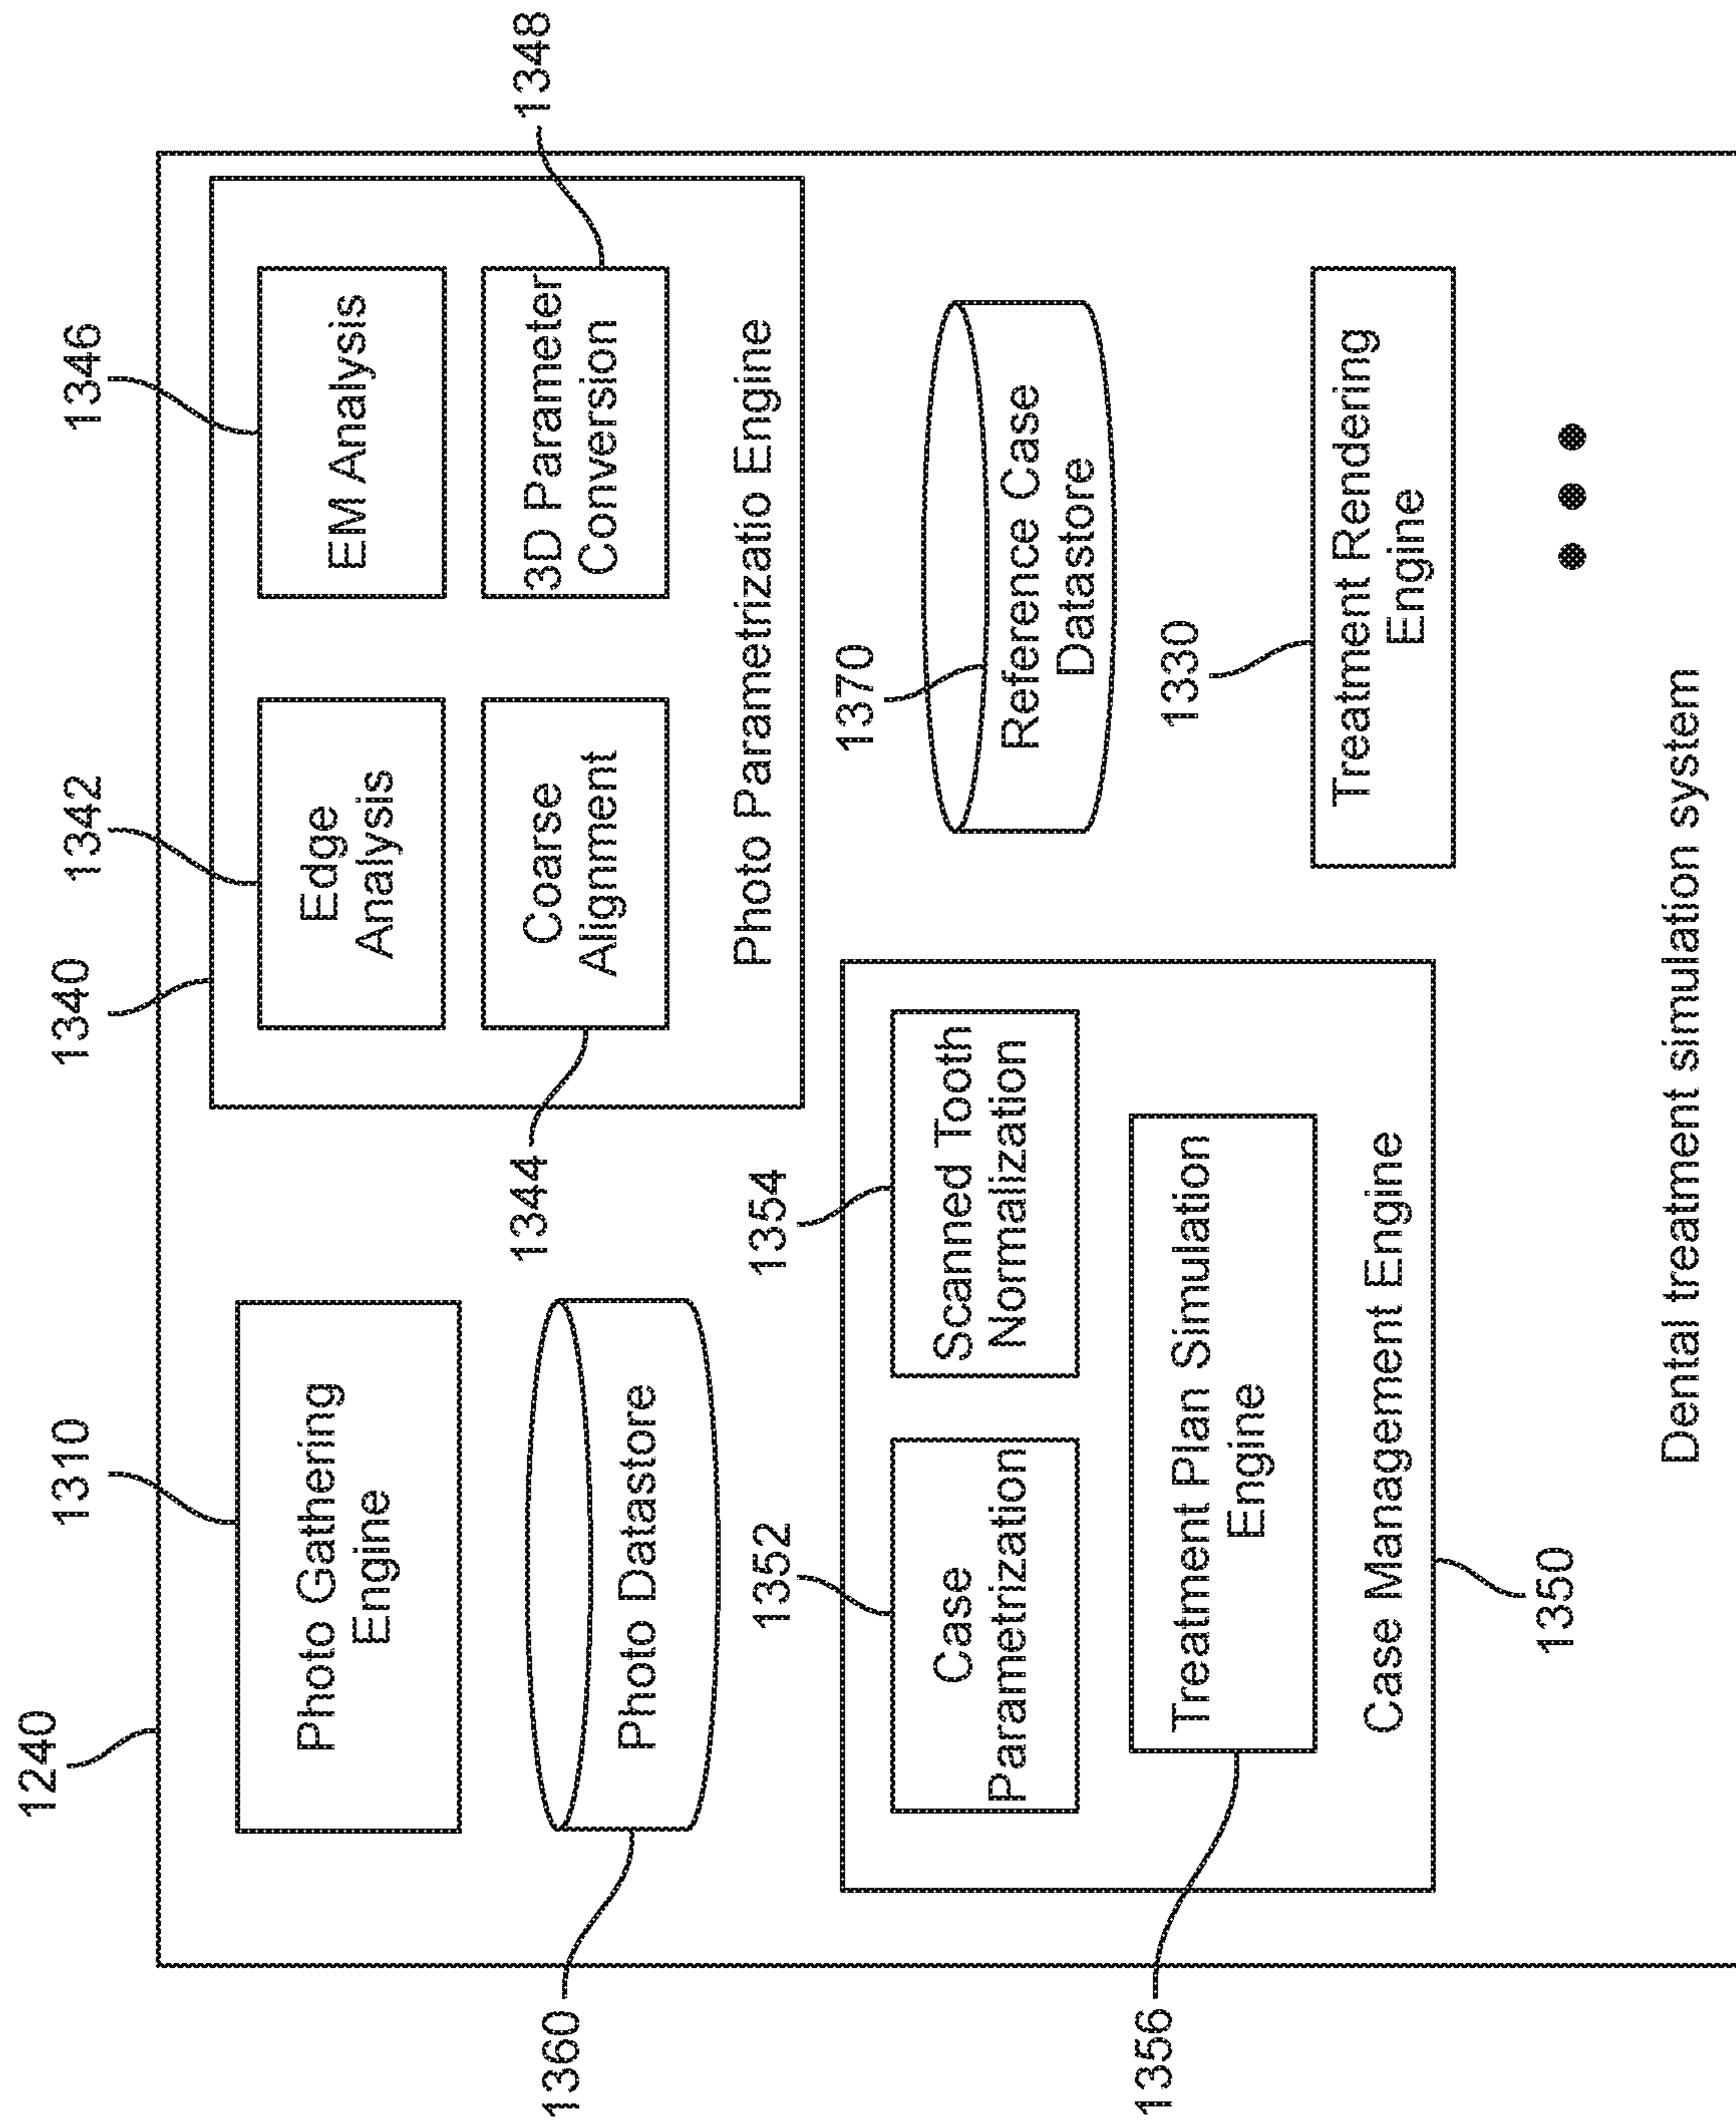 1240
1310
Photo Gathering
Engine
1360
Photo Datastore
1340
1342
Edge
Analysis
1346
EM Analysis
1344
Coarse
Alignment
1348
3D Parameter
Conversion
Photo Parametrizatio Engine
1352
Case
Parametrization
1354
Scanned Tooth
Normalization
1356
Treatment Plan Simulation
Engine
Case Management Engine
1350
1370
Reference Case
Datastore
1330
Treatment Rendering
Engine
Dental treatment simulation system